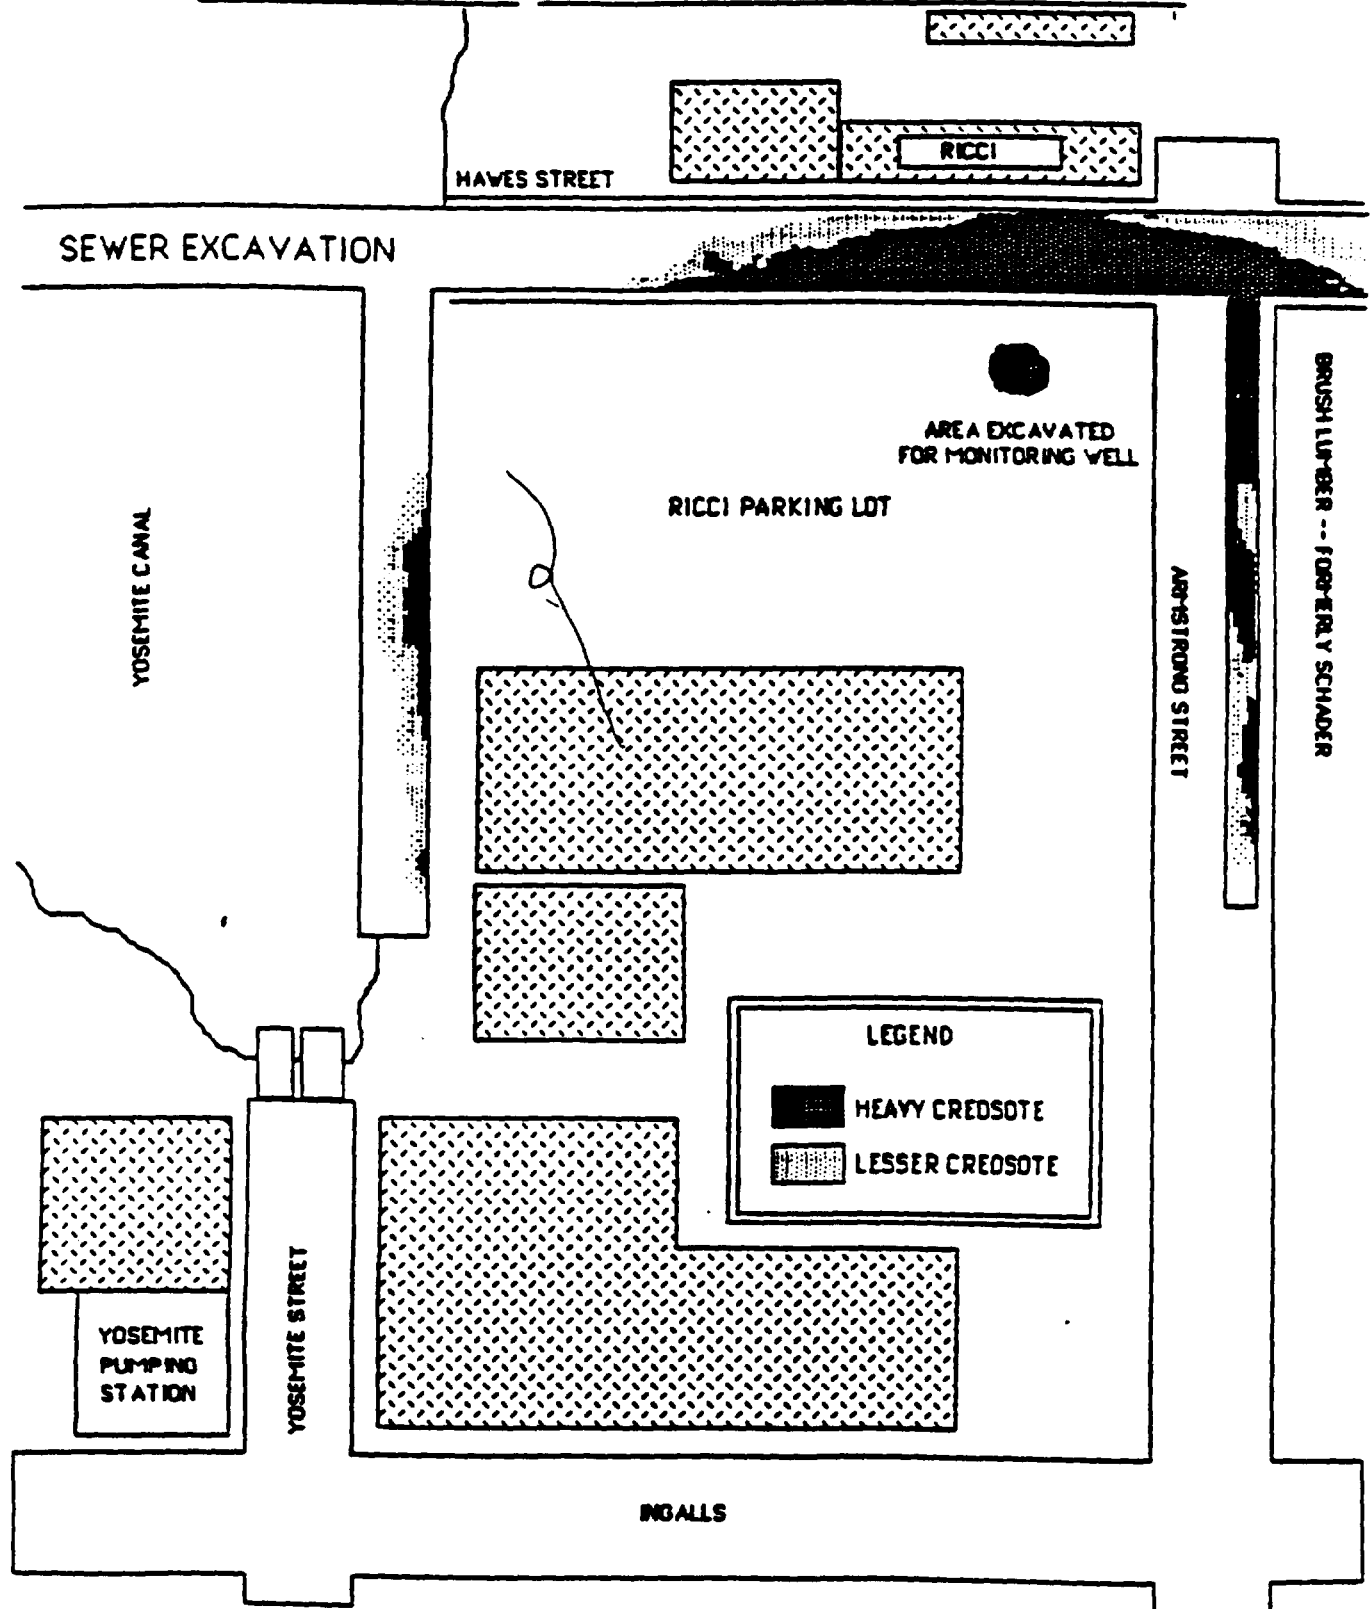 RICCI
HAWES STREET
SEWER EXCAVATION
AREA EXCAVATED
FOR MONITORING WELL
RICCI PARKING LOT
YOSEMITE CANAL
ARMSTRONG STREET
BRUSH LUMBER -- FORMERLY SCHADER
LEGEND
HEAVY CREOSOTE
LESSER CREOSOTE
YOSEMITE
PUMPING
STATION
YOSEMITE STREET
INGALLS